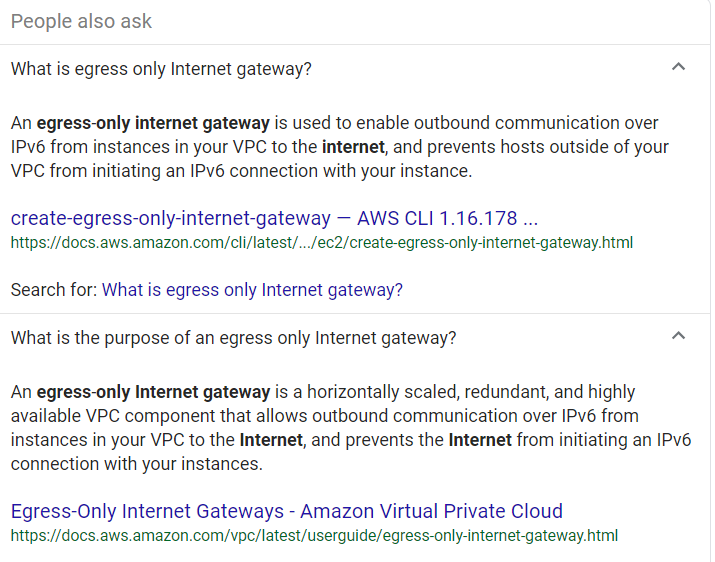 People also ask
What is egress only Internet gateway?
An egress-only internet gateway is used to enable outbound communication over
IPv6 from instances in your VPC to the internet, and prevents hosts outside of your
VPC from initiating an IPv6 connection with your instance.
create-egress-only-internet-gateway — AWS CLI 1.16.178 ...
https://docs.aws.amazon.com/cli/latest/.../ec2/create-egress-only-internet-gateway.html
Search for: What is egress only Internet gateway?
What is the purpose of an egress only Internet gateway?
An egress-only Internet gateway is a horizontally scaled, redundant, and highly
available VPC component that allows outbound communication over IPv6 from
instances in your VPC to the Internet, and prevents the Internet from initiating an IPv6
connection with your instances.
Egress-Only Internet Gateways - Amazon Virtual Private Cloud
https://docs.aws.amazon.com/vpc/latest/userguide/egress-only-internet-gateway.html